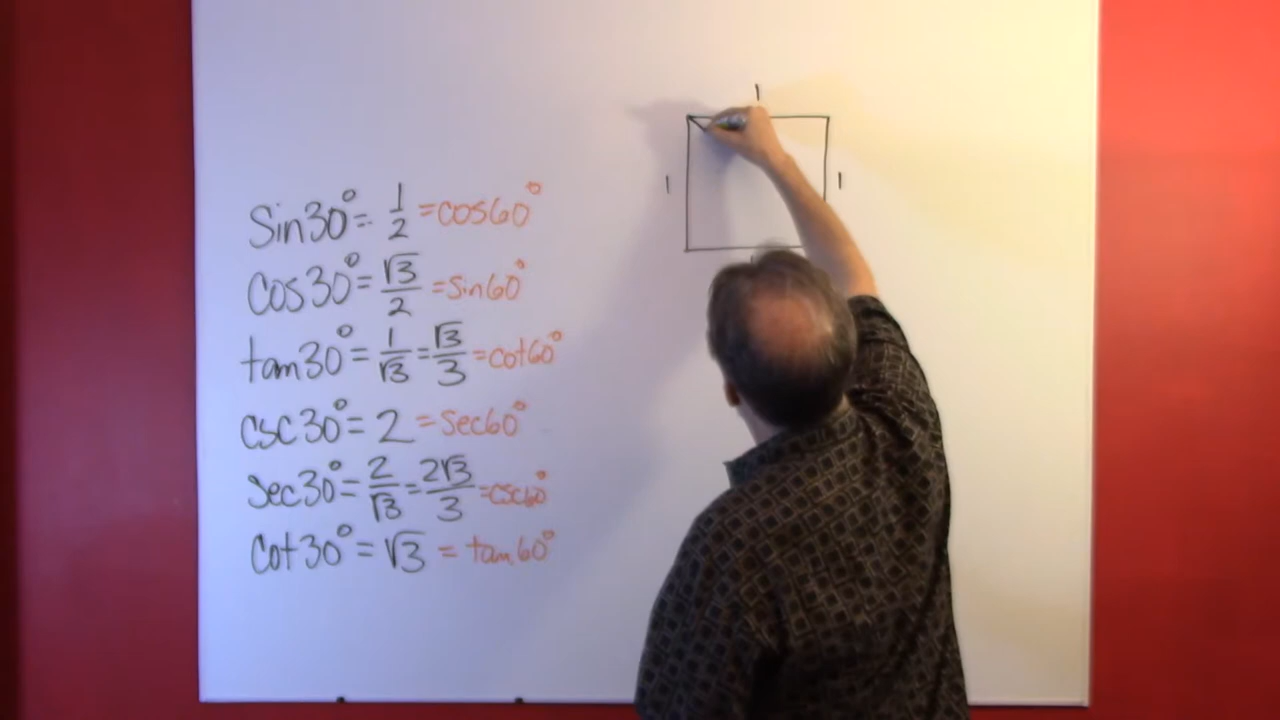 1
1 1
Sin30°= 1/2 =cos60°
Cos30°= √3/2 =sin60°
tan30°= 1/√3 = √3/3 =cot60°
csc30°= 2 =sec60°
sec30°= 2/√3 = 2√3/3 =csc60°
Cot30°= √3 = tan60°